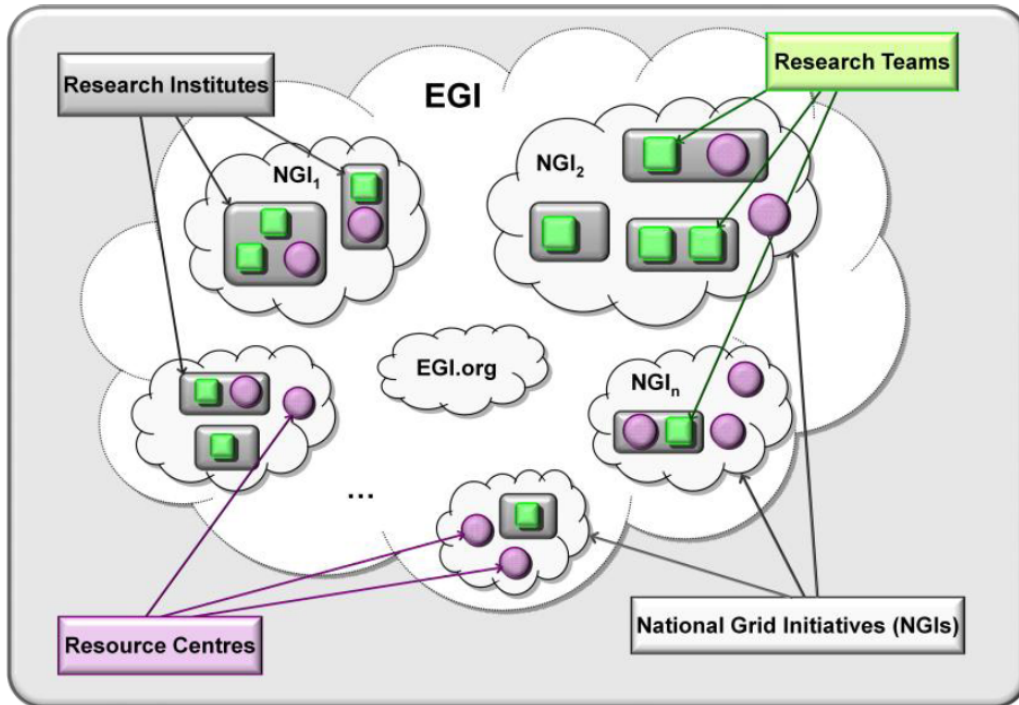 Research Institutes
Research Teams
EGI
NGI₁
NGI₂
EGI.org
NGIₙ
...
Resource Centres
National Grid Initiatives (NGIs)